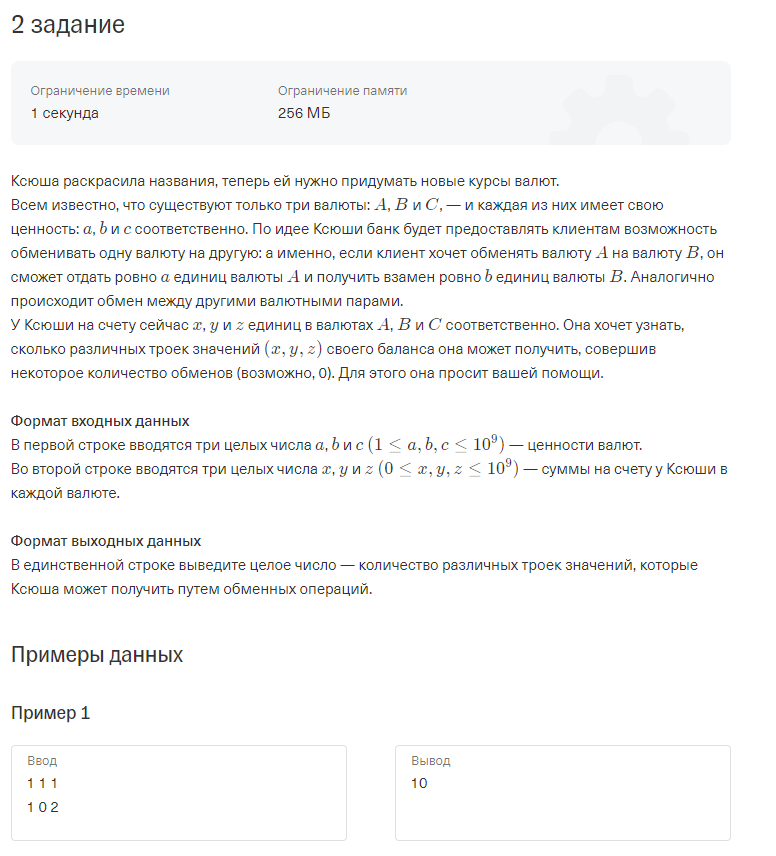 2 задание
Ограничение времени
Ограничение памяти
1 секунда
256 МБ
Ксюша раскрасила названия, теперь ей нужно придумать новые курсы валют.
Всем известно, что существуют только три валюты: A, B и C, — и каждая из них имеет свою
ценность: a, b и c соответственно. По идее Ксюши банк будет предоставлять клиентам возможность
обменивать одну валюту на другую: а именно, если клиент хочет обменять валюту A на валюту B, он
сможет отдать ровно a единиц валюты A и получить взамен ровно b единиц валюты B. Аналогично
происходит обмен между другими валютными парами.
У Ксюши на счету сейчас x, y и z единиц в валютах A, B и C соответственно. Она хочет узнать,
сколько различных троек значений (x, y, z) своего баланса она может получить, совершив
некоторое количество обменов (возможно, 0). Для этого она просит вашей помощи.
Формат входных данных
В первой строке вводятся три целых числа a, b и c (1 ≤ a, b, c ≤ 10⁹) — ценности валют.
Во второй строке вводятся три целых числа x, y и z (0 ≤ x, y, z ≤ 10⁹) — суммы на счету у Ксюши в
каждой валюте.
Формат выходных данных
В единственной строке выведите целое число — количество различных троек значений, которые
Ксюша может получить путем обменных операций.
Примеры данных
Пример 1
Ввод
1 1 1
1 0 2
Вывод
10